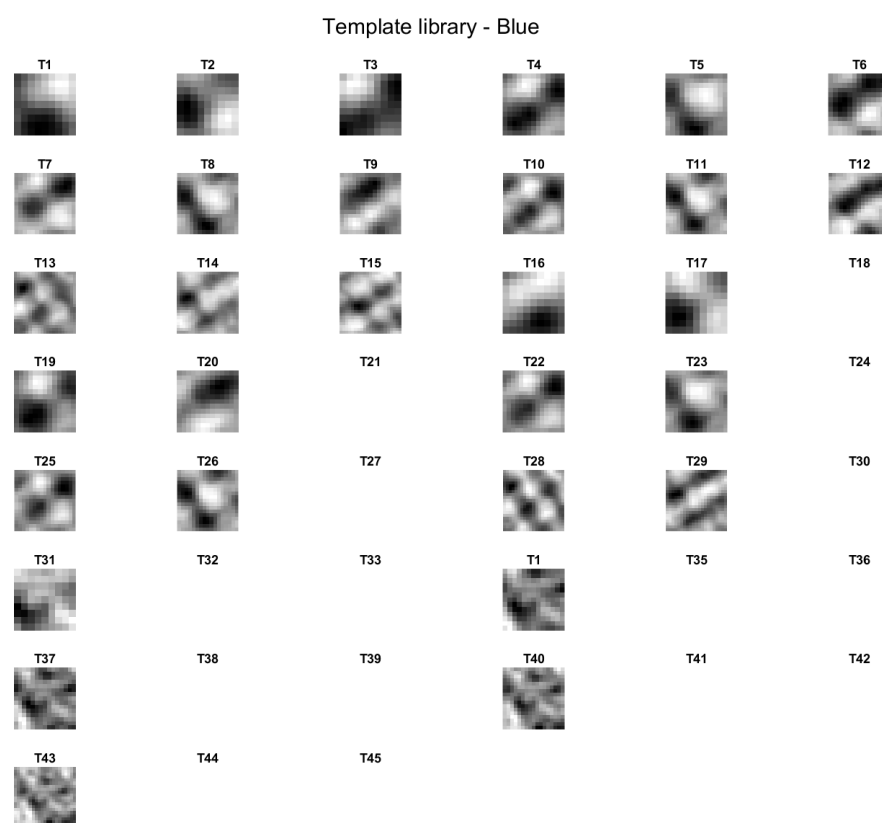 Template library - Blue
T1 T2 T3 T4 T5 T6
T7 T8 T9 T10 T11 T12
T13 T14 T15 T16 T17 T18
T19 T20 T21 T22 T23 T24
T25 T26 T27 T28 T29 T30
T31 T32 T33 T1 T35 T36
T37 T38 T39 T40 T41 T42
T43 T44 T45